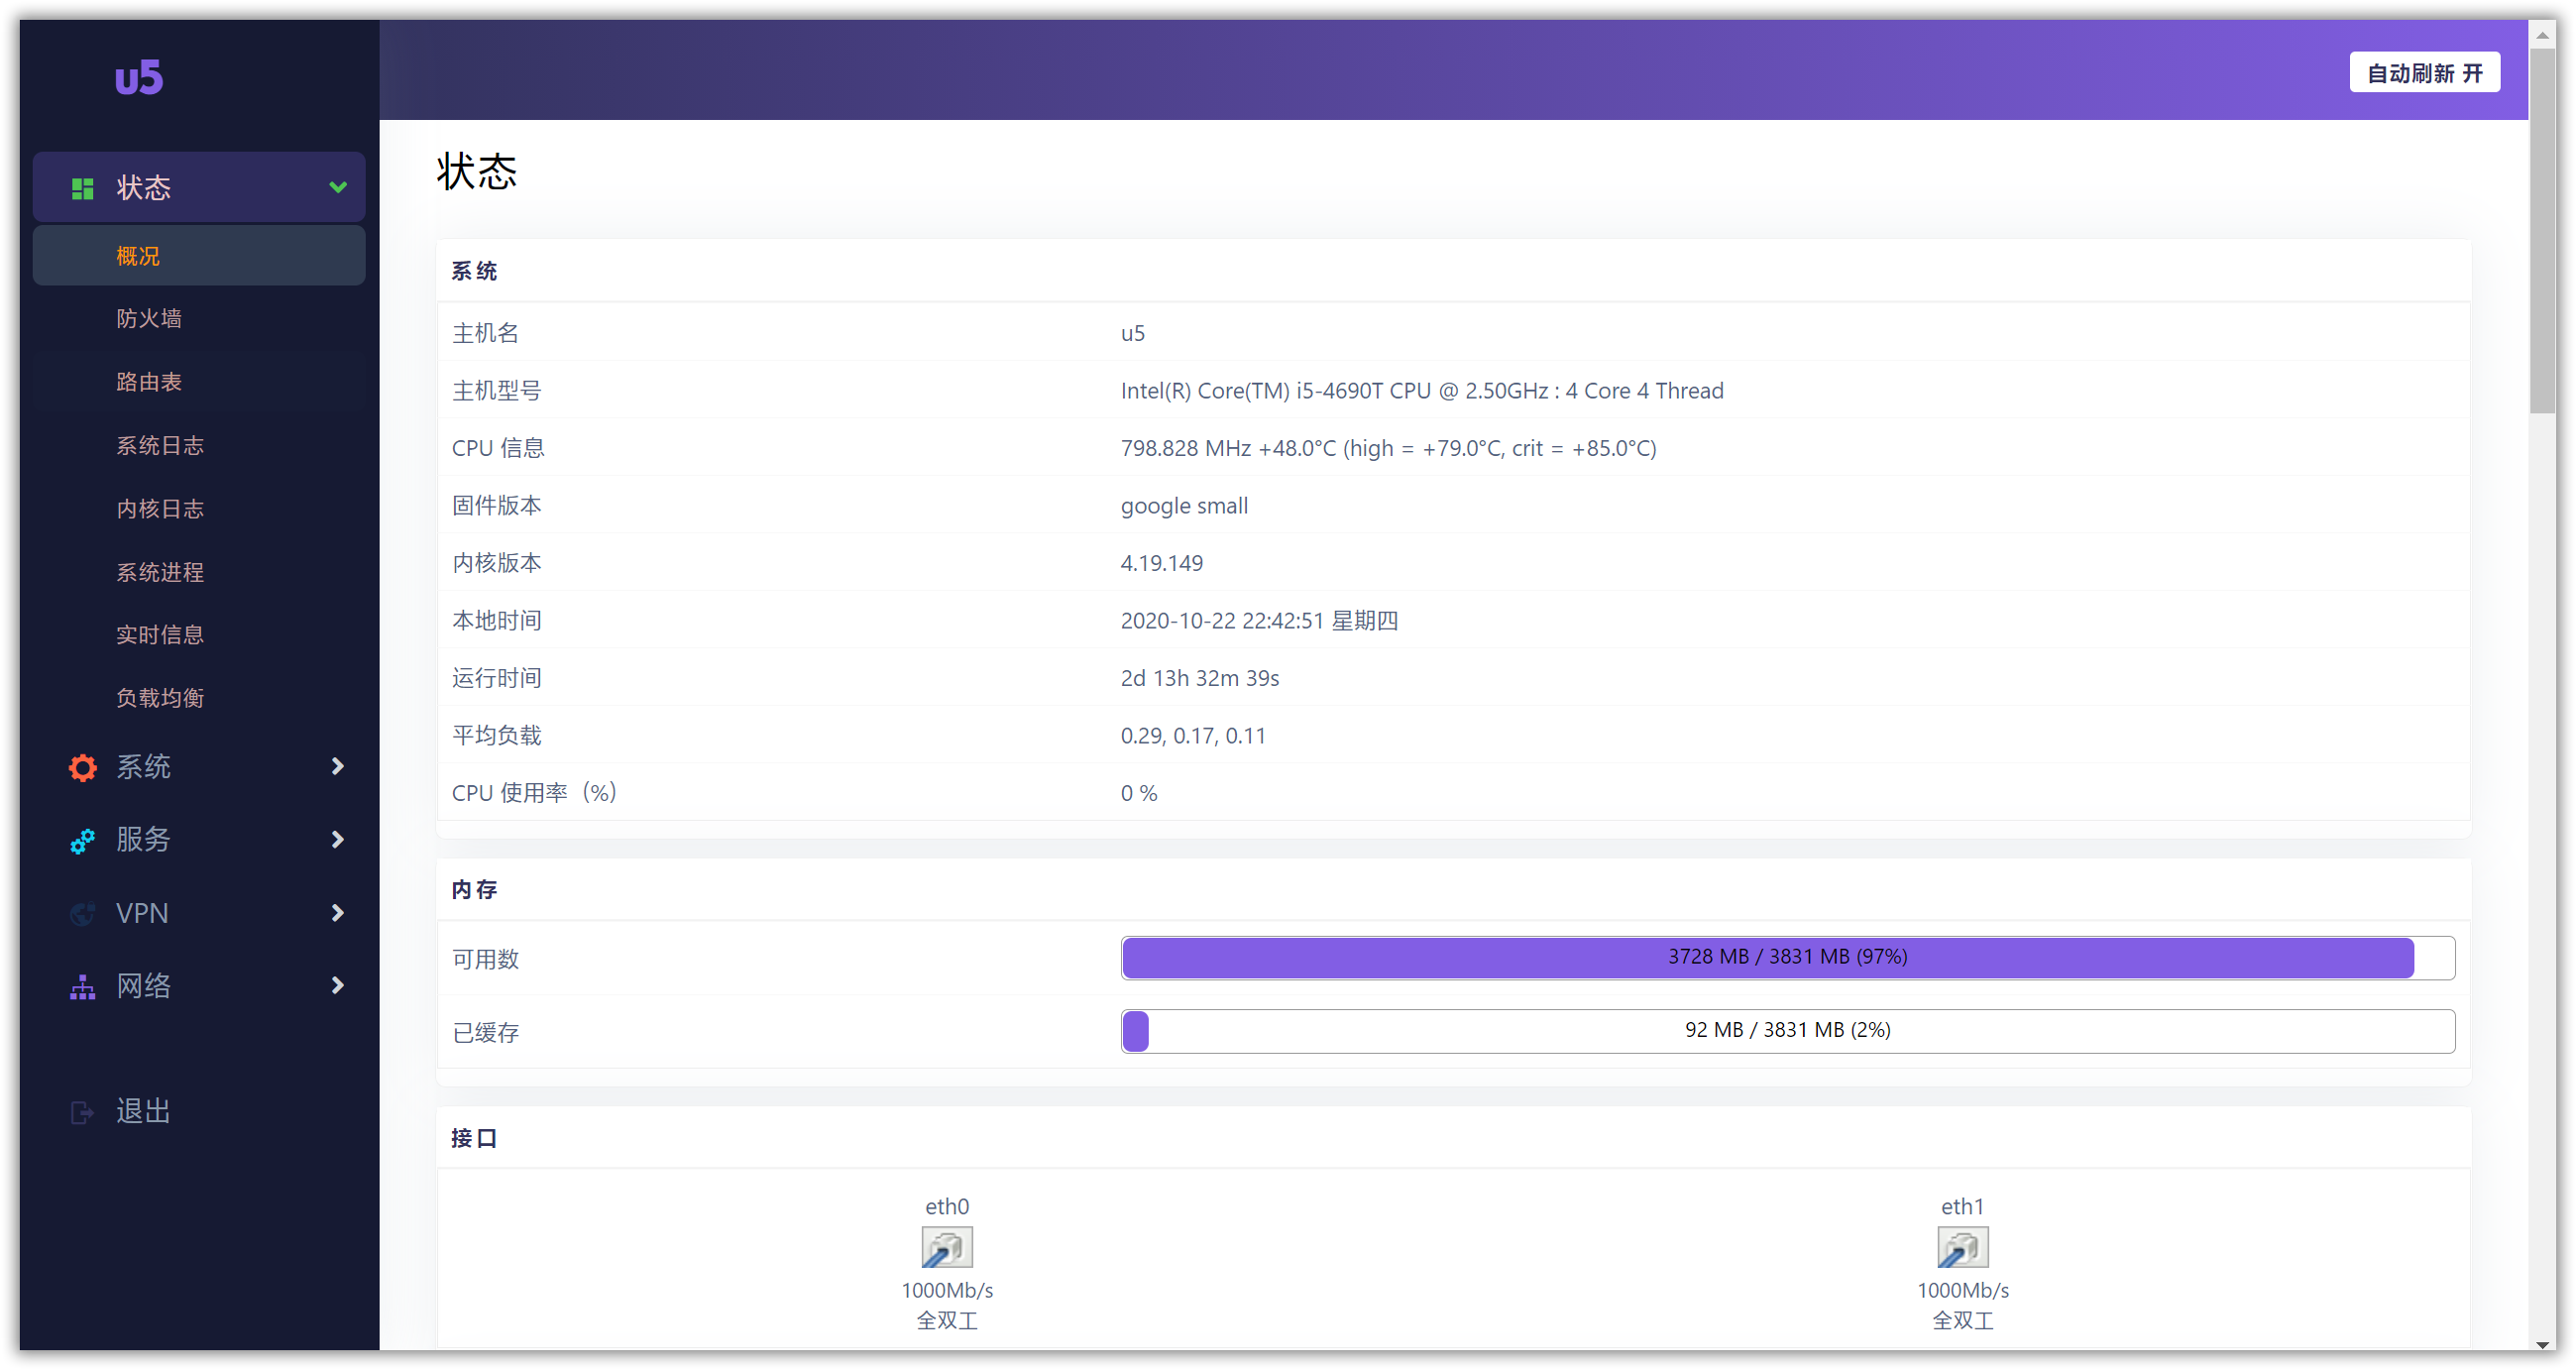 u5
自动刷新 开
状态
概况
防火墙
路由表
系统日志
内核日志
系统进程
实时信息
负载均衡
系统
服务
VPN
网络
退出
状态
系统
主机名 u5
主机型号 Intel(R) Core(TM) i5-4690T CPU @ 2.50GHz : 4 Core 4 Thread
CPU 信息 798.828 MHz +48.0°C (high = +79.0°C, crit = +85.0°C)
固件版本 google small
内核版本 4.19.149
本地时间 2020-10-22 22:42:51 星期四
运行时间 2d 13h 32m 39s
平均负载 0.29, 0.17, 0.11
CPU 使用率（%） 0 %
内存
可用数 3728 MB / 3831 MB (97%)
已缓存 92 MB / 3831 MB (2%)
接口
eth0 eth1
1000Mb/s 1000Mb/s
全双工 全双工